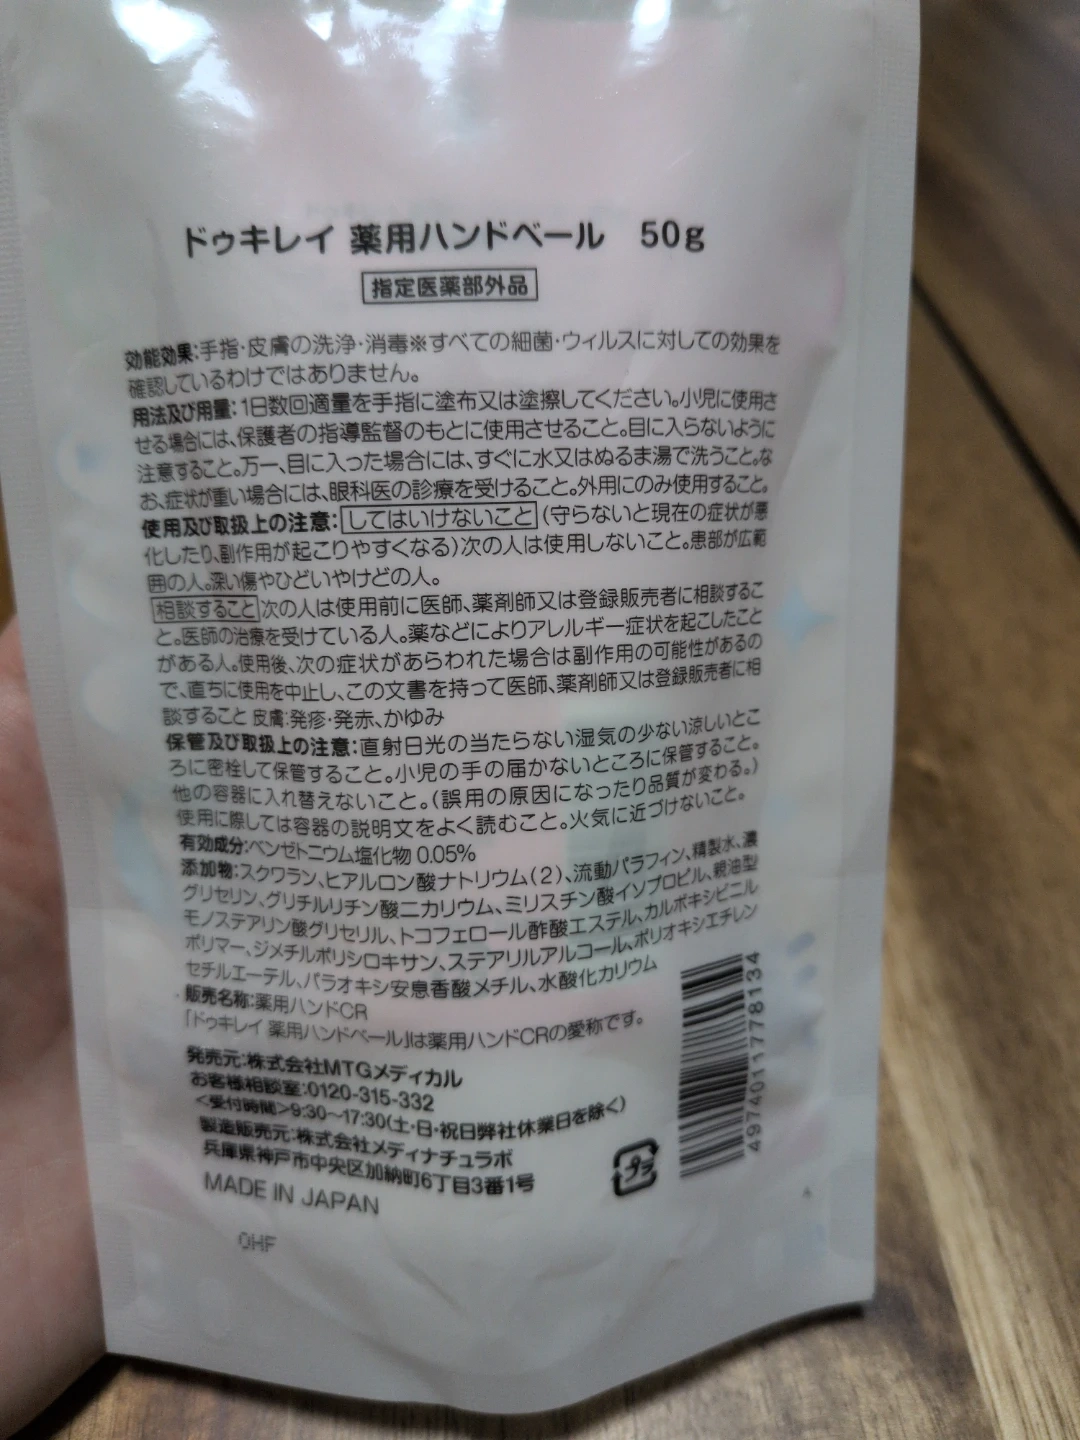 ドゥキレイ 薬用ハンドベール 50g
指定医薬部外品
効能効果:手指・皮膚の洗浄・消毒※すべての細菌・ウィルスに対しての効果を
確認しているわけではありません。
用法及び用量:1日数回適量を手指に塗布又は塗擦してください。小児に使用さ
せる場合には、保護者の指導監督のもとに使用させること。目に入らないように
注意すること。万一、目に入った場合には、すぐに水又はぬるま湯で洗うこと。な
お、症状が重い場合には、眼科医の診療を受けること。外用にのみ使用すること。
使用及び取扱上の注意:してはいけないこと(守らないと現在の症状が悪
化したり、副作用が起こりやすくなる)次の人は使用しないこと。患部が広範
囲の人。深い傷やひどいやけどの人。
相談すること 次の人は使用前に医師、薬剤師又は登録販売者に相談するこ
と。医師の治療を受けている人。薬などによりアレルギー症状を起こしたこと
がある人。使用後、次の症状があらわれた場合は副作用の可能性があるの
で、直ちに使用を中止し、この文書を持って医師、薬剤師又は登録販売者に相
談すること 皮膚:発疹・発赤、かゆみ
保管及び取扱上の注意:直射日光の当たらない湿気の少ない涼しいとこ
ろに密栓して保管すること。小児の手の届かないところに保管すること。
他の容器に入れ替えないこと。(誤用の原因になったり品質が変わる。)
使用に際しては容器の説明文をよく読むこと。火気に近づけないこと。
有効成分:ベンゼトニウム塩化物 0.05%
添加物:スクワラン、ヒアルロン酸ナトリウム(2)、流動パラフィン、精製水、濃
グリセリン、グリチルリチン酸二カリウム、ミリスチン酸イソプロピル、親油型
モノステアリン酸グリセリル、トコフェロール酢酸エステル、カルボキシビニル
ポリマー、ジメチルポリシロキサン、ステアリルアルコール、ポリオキシエチレン
セチルエーテル、パラオキシ安息香酸メチル、水酸化カリウム
販売名称:薬用ハンドCR
「ドゥキレイ 薬用ハンドベール」は薬用ハンドCRの愛称です。
発売元:株式会社MTGメディカル
お客様相談室:0120-315-332
<受付時間>9:30〜17:30(土・日・祝日弊社休業日を除く)
製造販売元:株式会社メディナチュラボ
兵庫県神戸市中央区加納町6丁目3番1号
MADE IN JAPAN
プラ
4974011778134
OHF